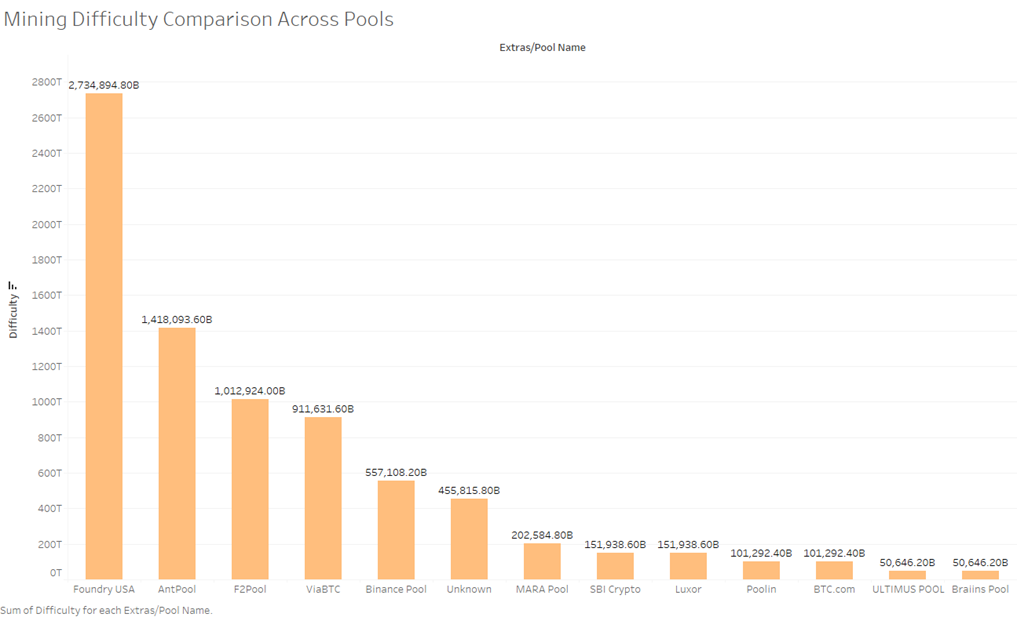 Mining Difficulty Comparison Across Pools
Extras/Pool Name
Difficulty
2800T
2600T
2400T
2200T
2000T
1800T
1600T
1400T
1200T
1000T
800T
600T
400T
200T
0T
2,734,894.80B
1,418,093.60B
1,012,924.00B
911,631.60B
557,108.20B
455,815.80B
202,584.80B
151,938.60B
151,938.60B
101,292.40B
101,292.40B
50,646.20B
50,646.20B
Foundry USA
AntPool
F2Pool
ViaBTC
Binance Pool
Unknown
MARA Pool
SBI Crypto
Luxor
Poolin
BTC.com
ULTIMUS POOL
Braiins Pool
Sum of Difficulty for each Extras/Pool Name.